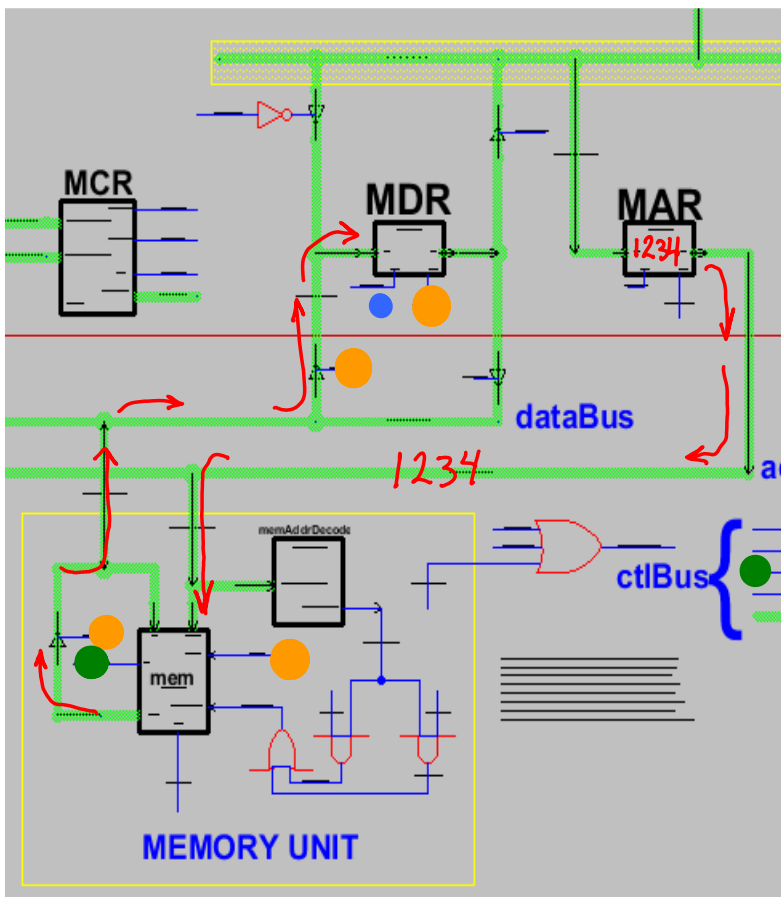 MCR
MDR
MAR
1234
dataBus
1234
a
memAddrDecode
ctlBus
mem
MEMORY UNIT